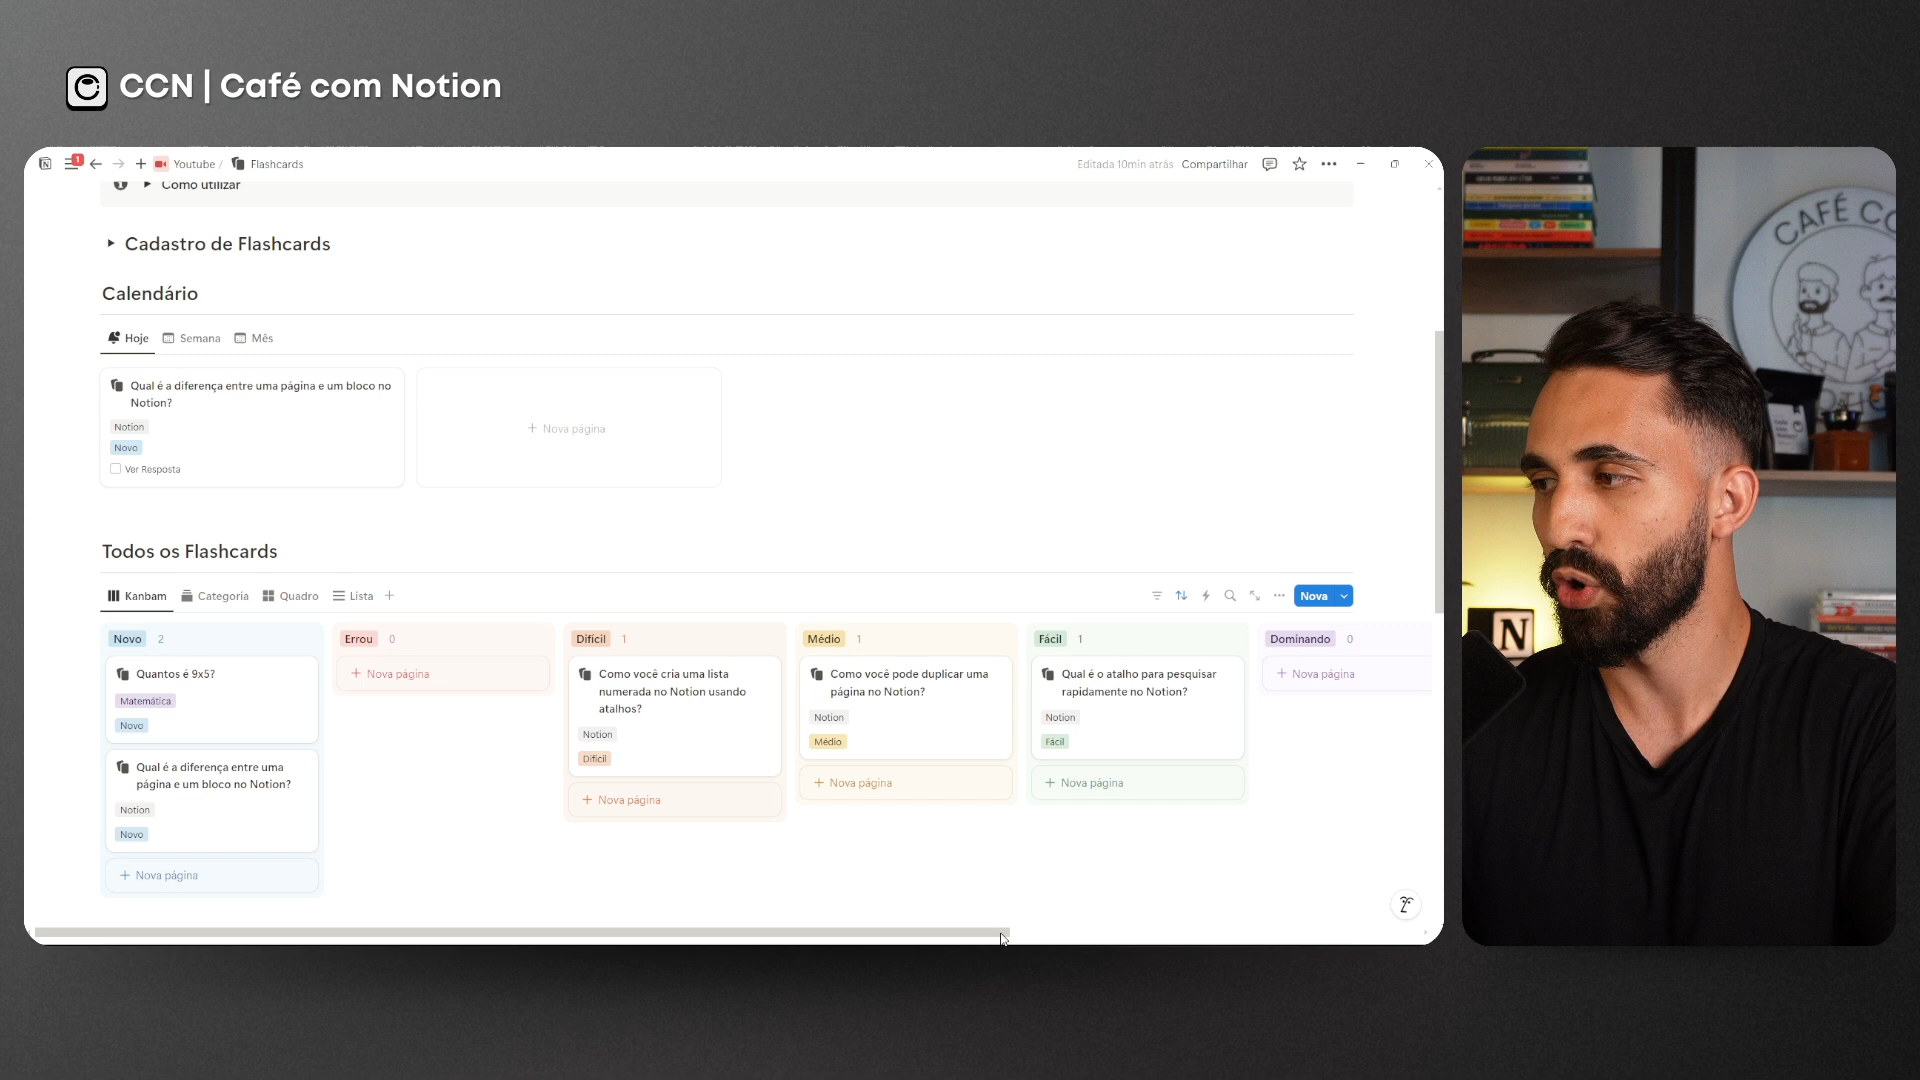 CCN | Café com Notion
1
Youtube / Flashcards
Editada 10min atrás Compartilhar
Como utilizar
Cadastro de Flashcards
Calendário
Hoje Semana Mês
Qual é a diferença entre uma página e um bloco no
Notion?
Notion
Novo
Ver Resposta
+ Nova página
Todos os Flashcards
Kanbam Categoria Quadro Lista +
Nova
Novo 2
Quantos é 9x5?
Matemática
Novo
Qual é a diferença entre uma
página e um bloco no Notion?
Notion
Novo
+ Nova página
Errou 0
+ Nova página
Difícil 1
Como você cria uma lista
numerada no Notion usando
atalhos?
Notion
Difícil
+ Nova página
Médio 1
Como você pode duplicar uma
página no Notion?
Notion
Médio
+ Nova página
Fácil 1
Qual é o atalho para pesquisar
rapidamente no Notion?
Notion
Fácil
+ Nova página
Dominando 0
+ Nova página
CAFÉ CO
N